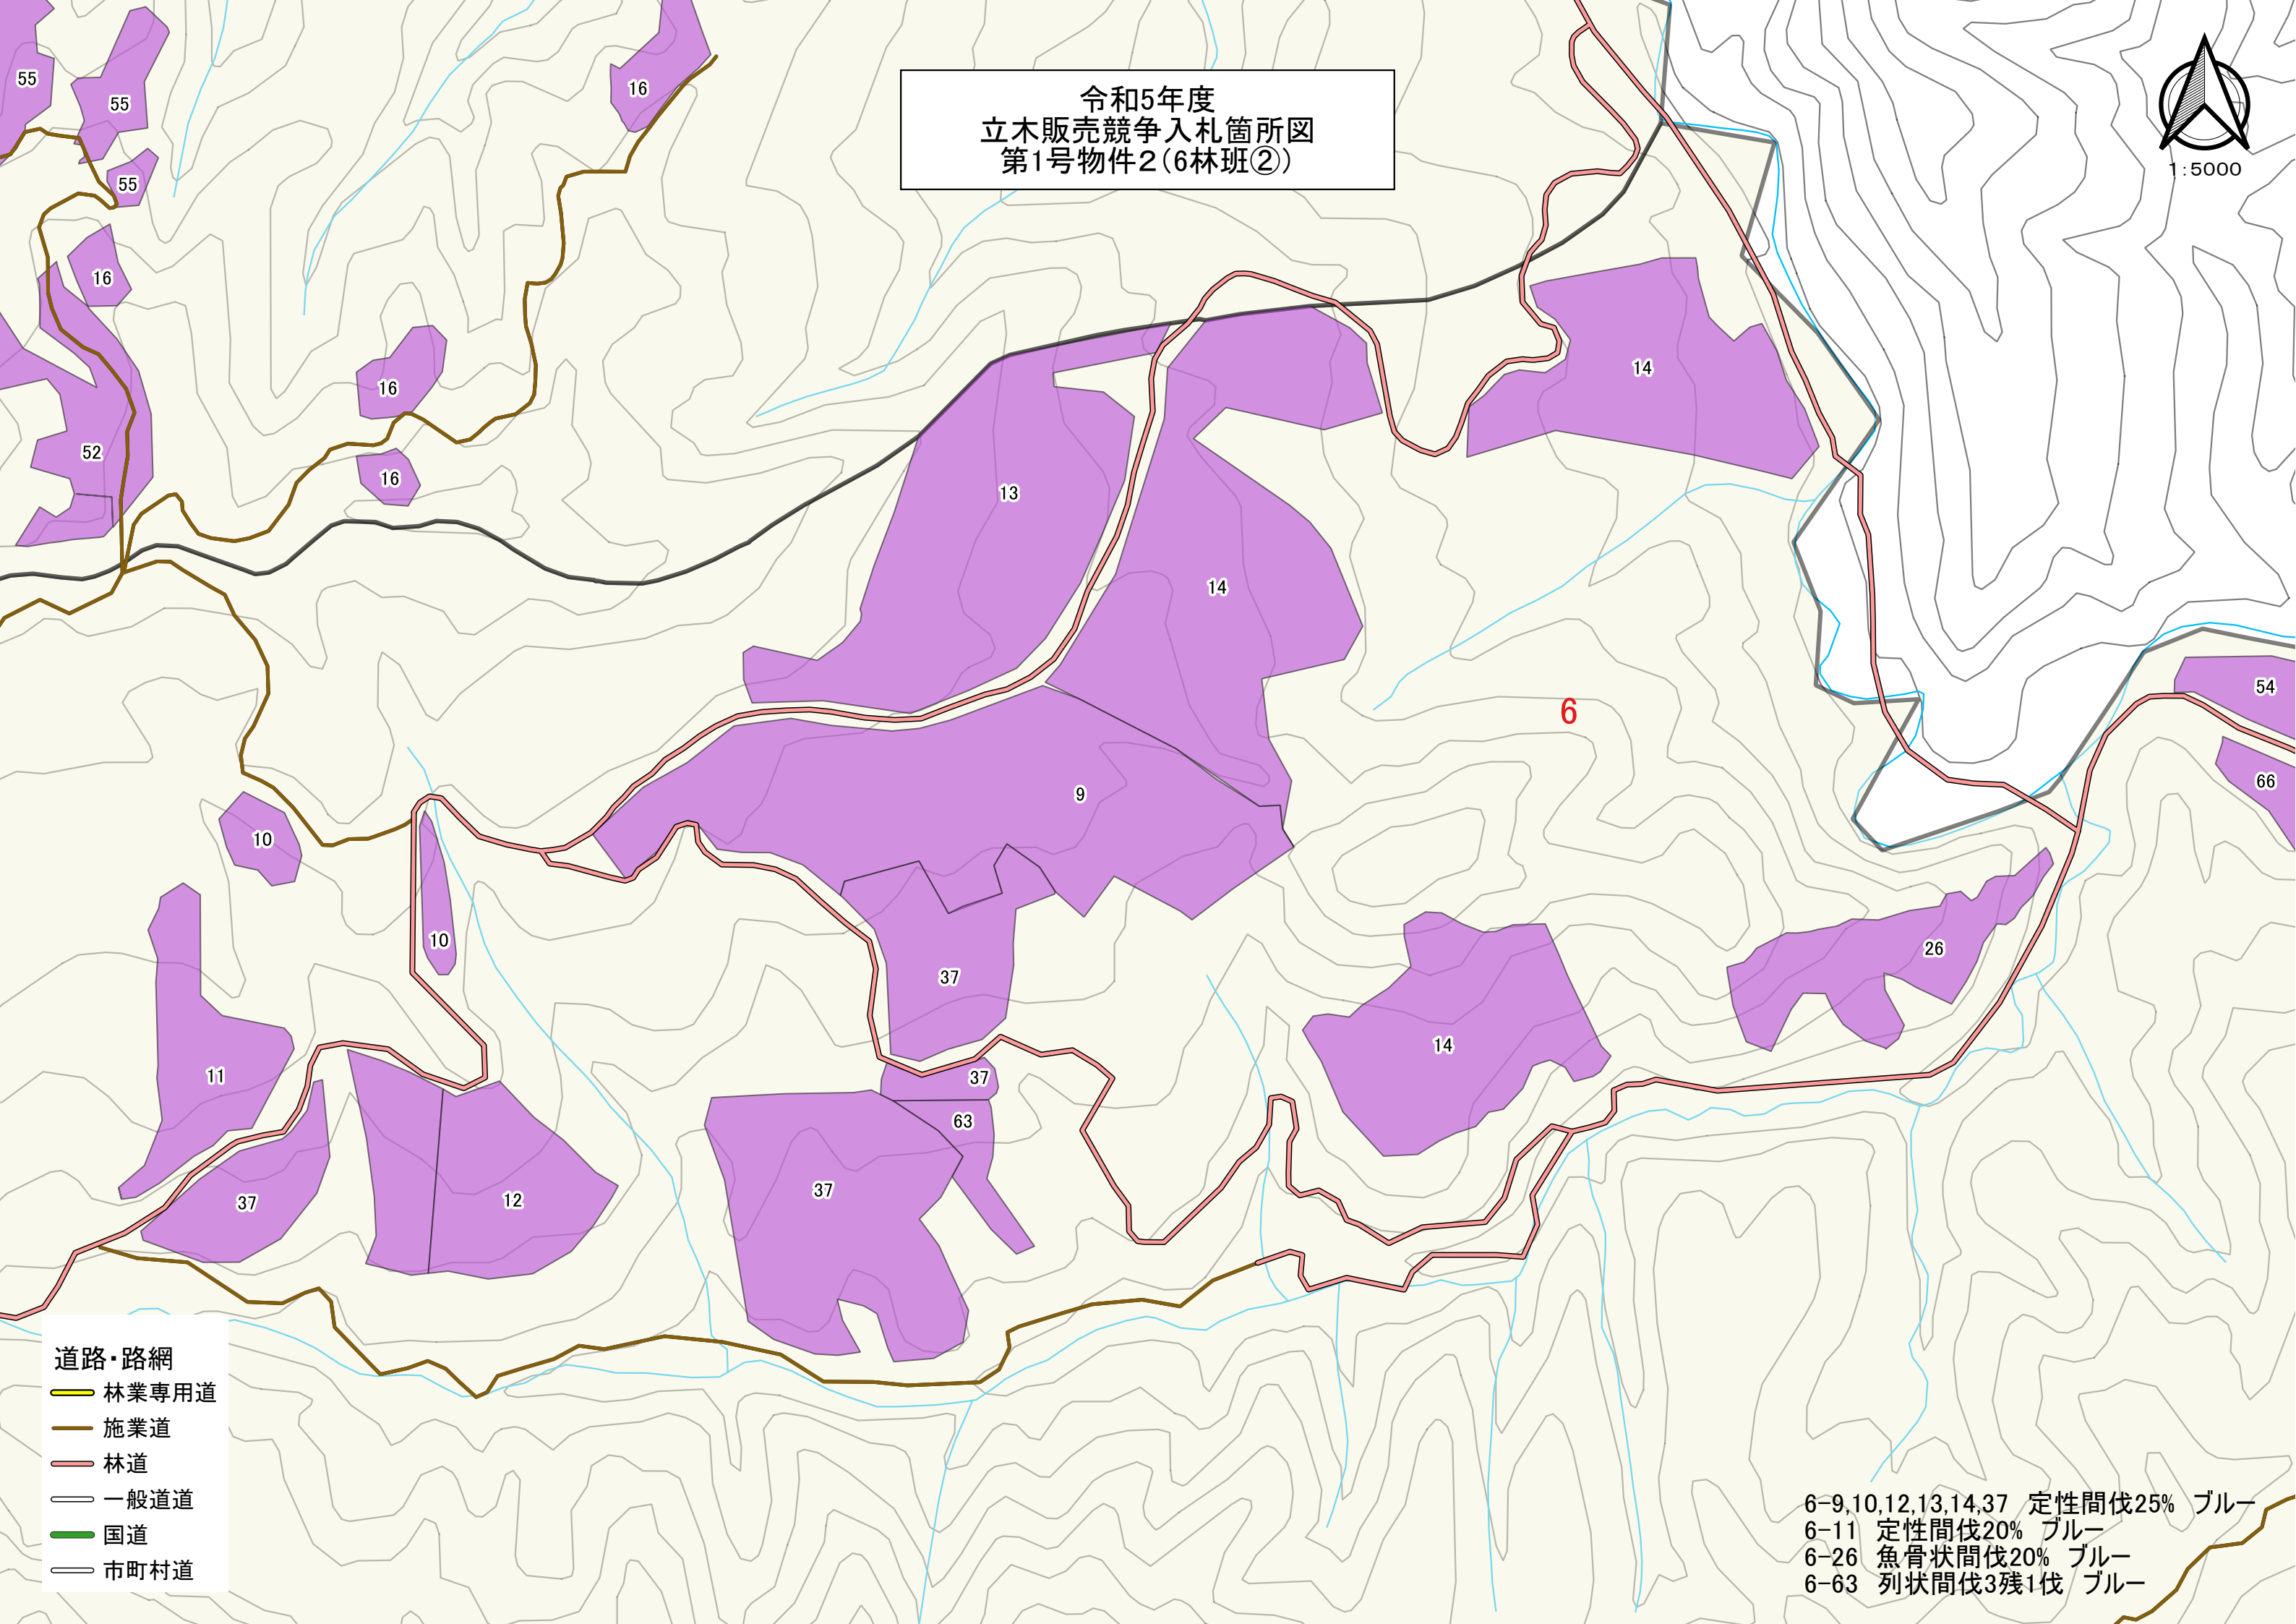 令和5年度
立木販売競争入札箇所図
第1号物件2(6林班②)
1:5000
55
55
55
16
16
16
16
52
13
14
14
14
9
6
54
66
10
10
11
37
12
37
37
37
63
26
道路・路網
林業専用道
施業道
林道
一般道道
国道
市町村道
6-9,10,12,13,14,37 定性間伐25% ブルー
6-11 定性間伐20% ブルー
6-26 魚骨状間伐20% ブルー
6-63 列状間伐3残1伐 ブルー